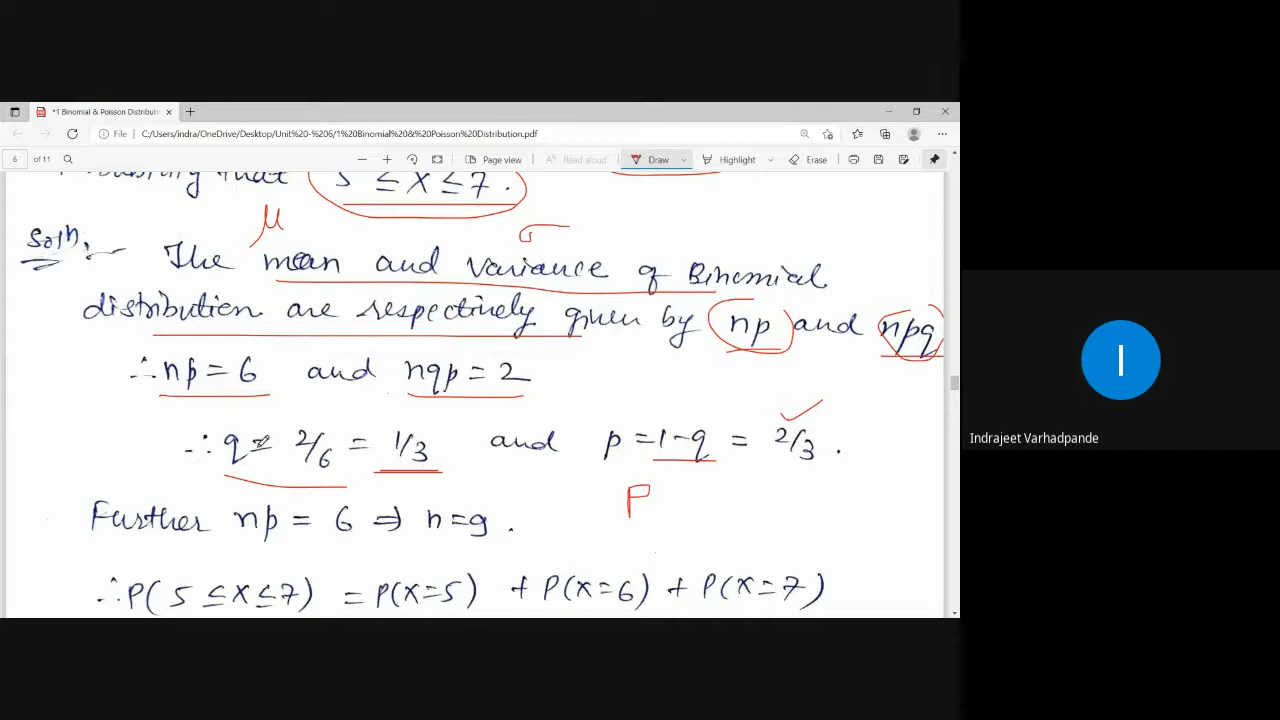 *1 Binomial & Poisson Distributi
File C:/Users/indra/OneDrive/Desktop/Unit%20-%206/1%20Binomial%20&%20Poisson%20Distribution.pdf
6 of 11 Page view Read aloud Draw Highlight Erase
that 5 ≤ X ≤ 7 .
μ σ
Soln, The mean and variance of Binomial
distribution are respectively given by np and npq
∴ np = 6 and nqp = 2
∴ q = 2/6 = 1/3 and p = 1 - q = 2/3 .
P
Further np = 6 ⇒ n = 9 .
∴ P( 5 ≤ X ≤ 7 ) = P(X=5) + P(X=6) + P(X=7)
I
Indrajeet Varhadpande